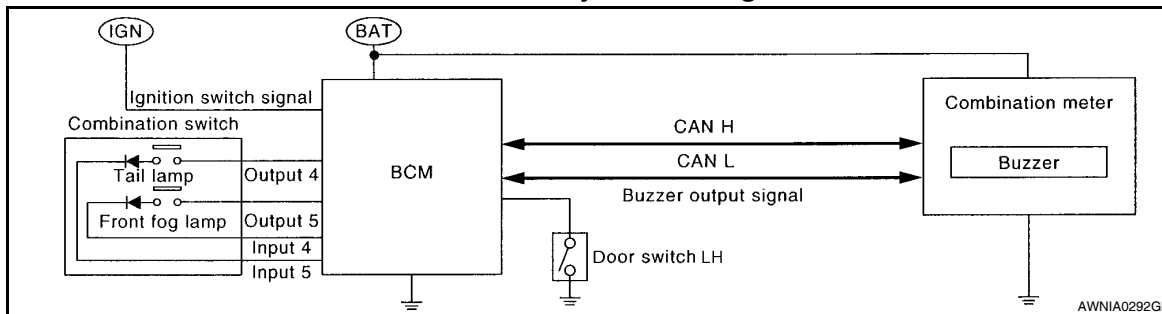 IGN
BAT
Ignition switch signal
Combination switch
Tail lamp
Output 4
Front fog lamp
Output 5
Input 4
Input 5
BCM
CAN H
CAN L
Buzzer output signal
Door switch LH
Combination meter
Buzzer